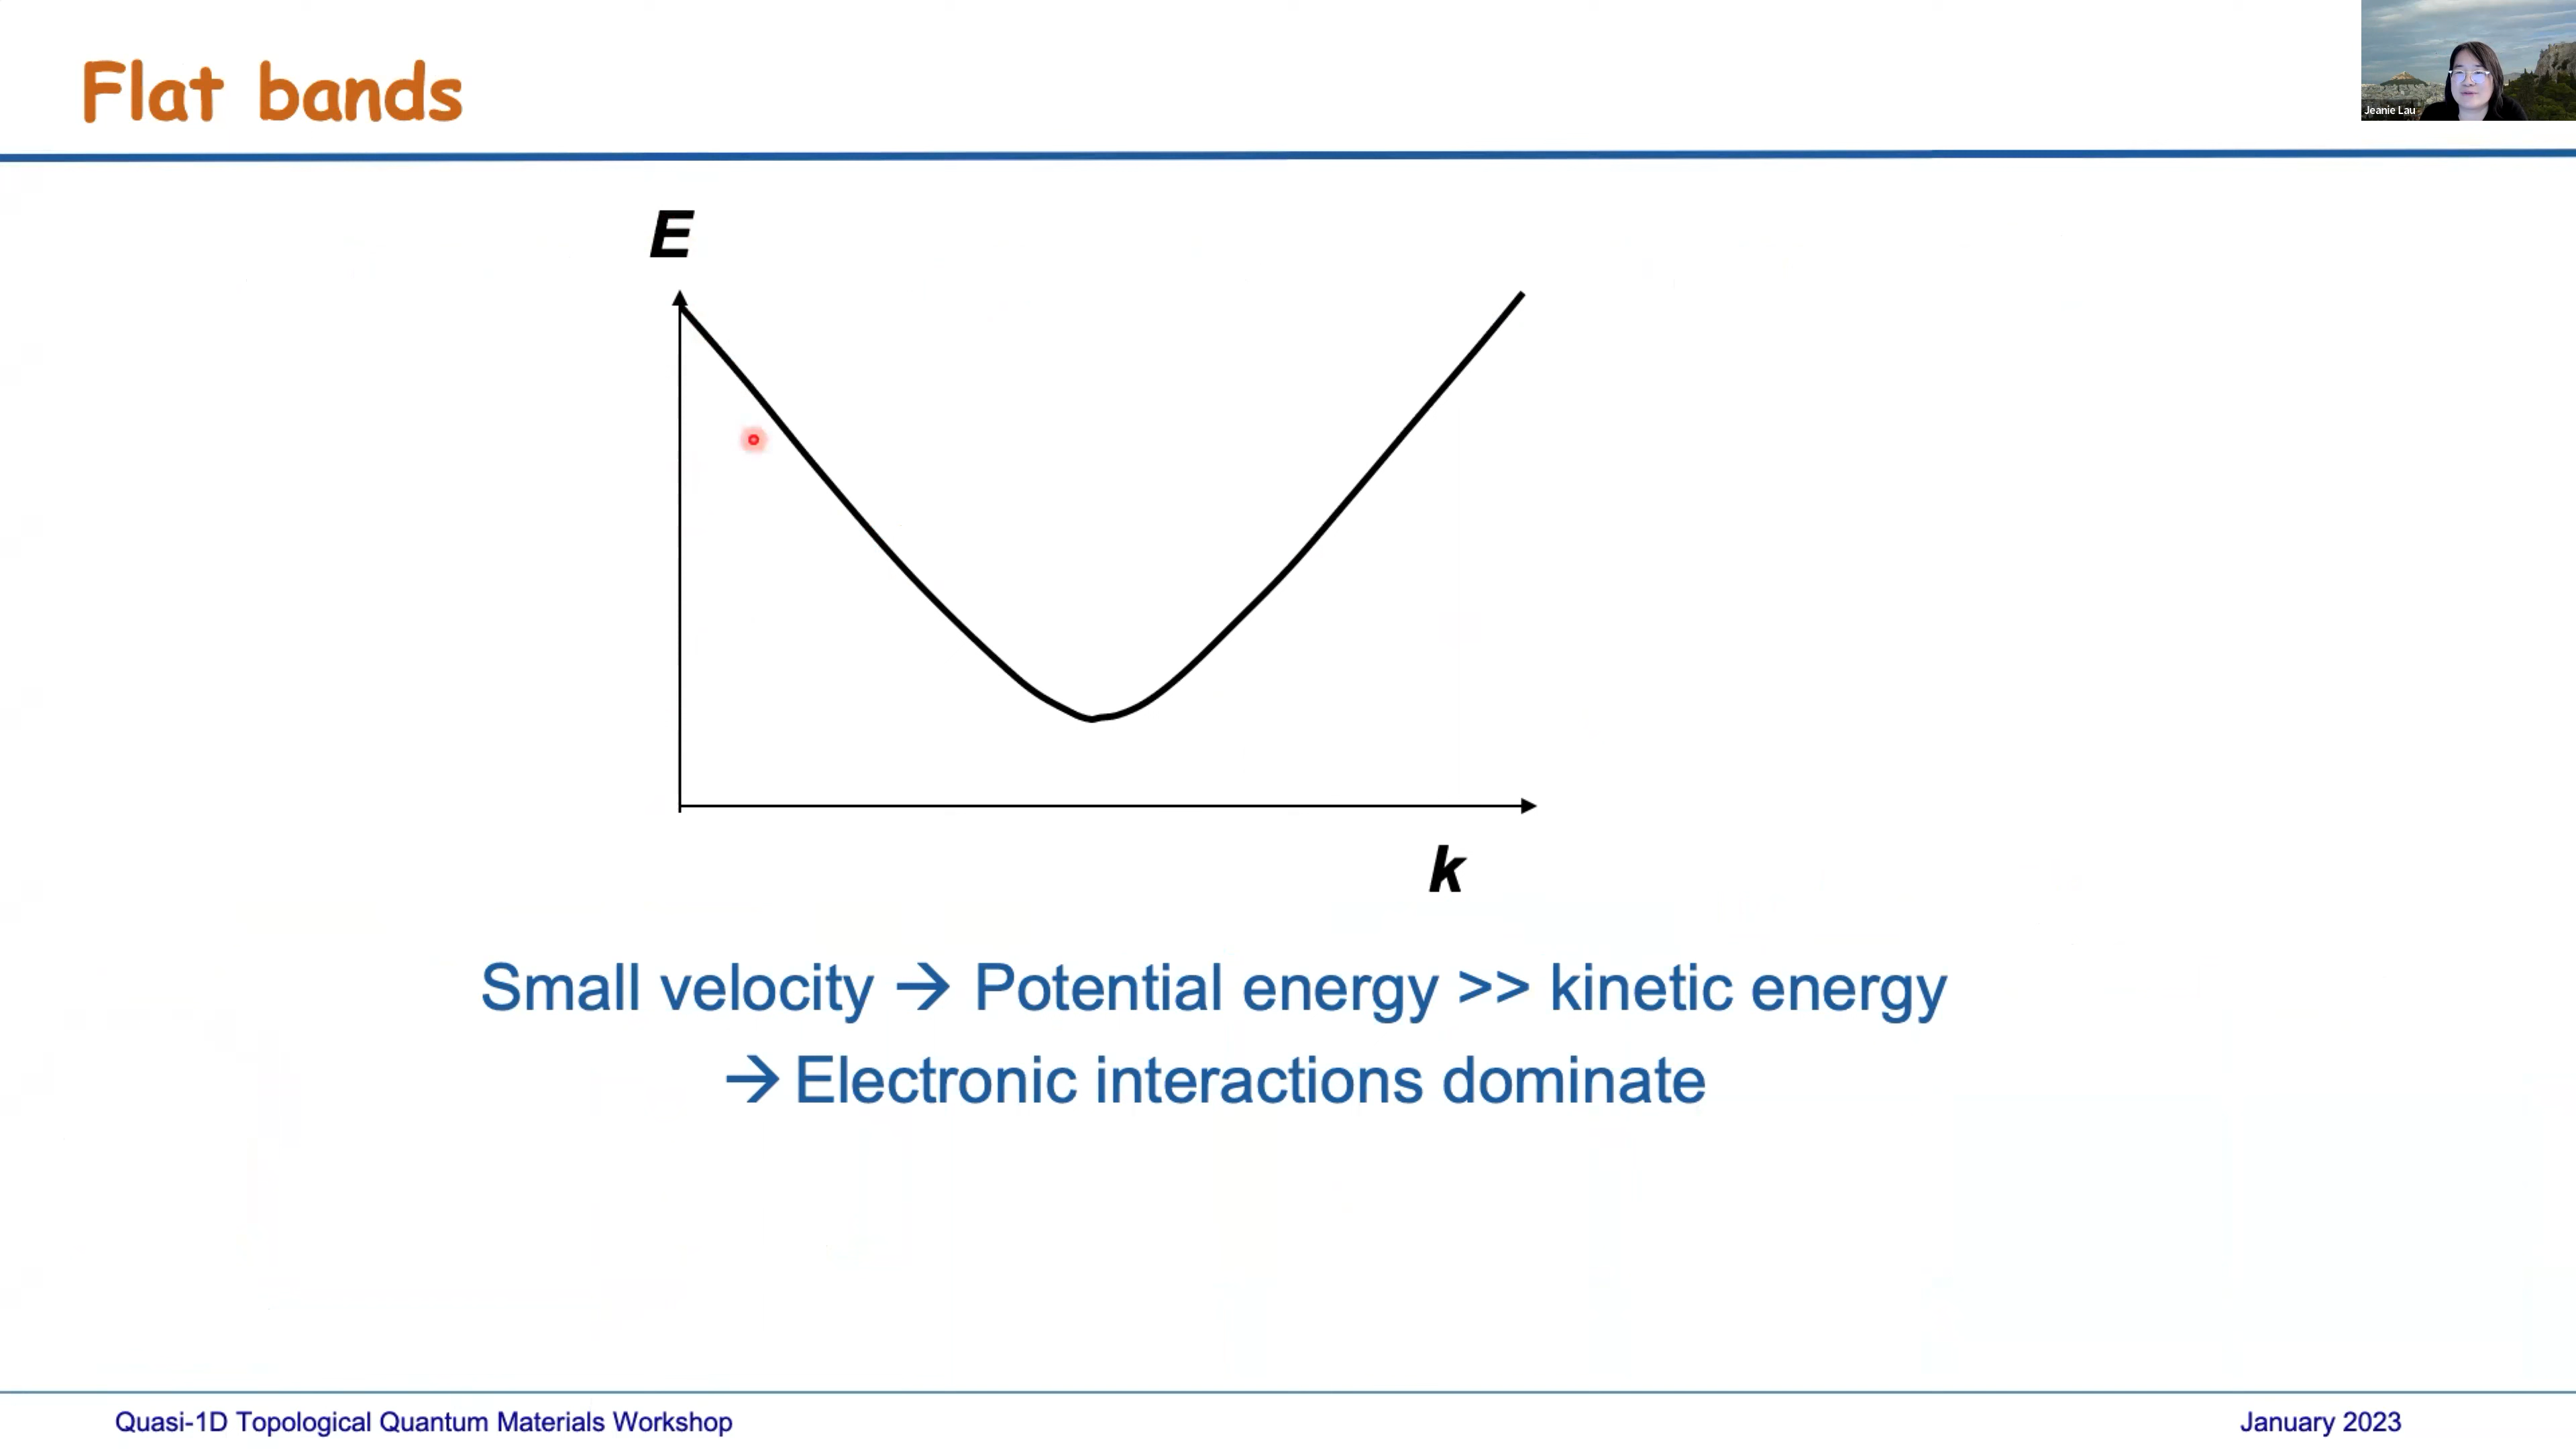 Flat bands
Jeanie Lau
E
k
Small velocity → Potential energy >> kinetic energy
→ Electronic interactions dominate
Quasi-1D Topological Quantum Materials Workshop
January 2023